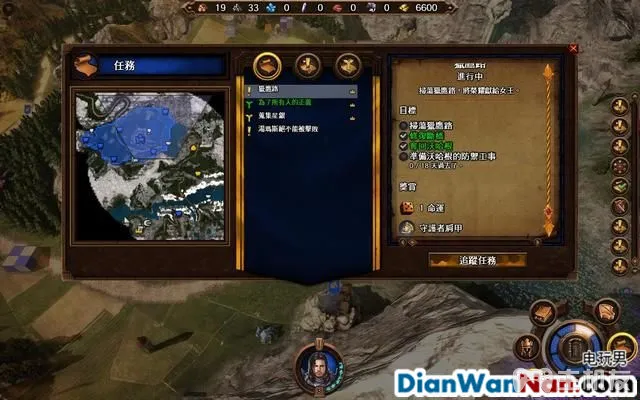 19 33 0 0 0 0 6600
任務
獵鷹路
為了所有人的正義
蒐集星銀
湯瑪斯絕不能被擊敗
獵鷹路
進行中
掃蕩獵鷹路，將榮耀獻給女王。
目標
掃蕩獵鷹路
修復斷橋
奪回沃哈根
準備沃哈根的防禦工事
0 / 18 天過去了。
獎賞
1 命運
守護者肩甲
追蹤任務
电玩男
DianWanNan.com